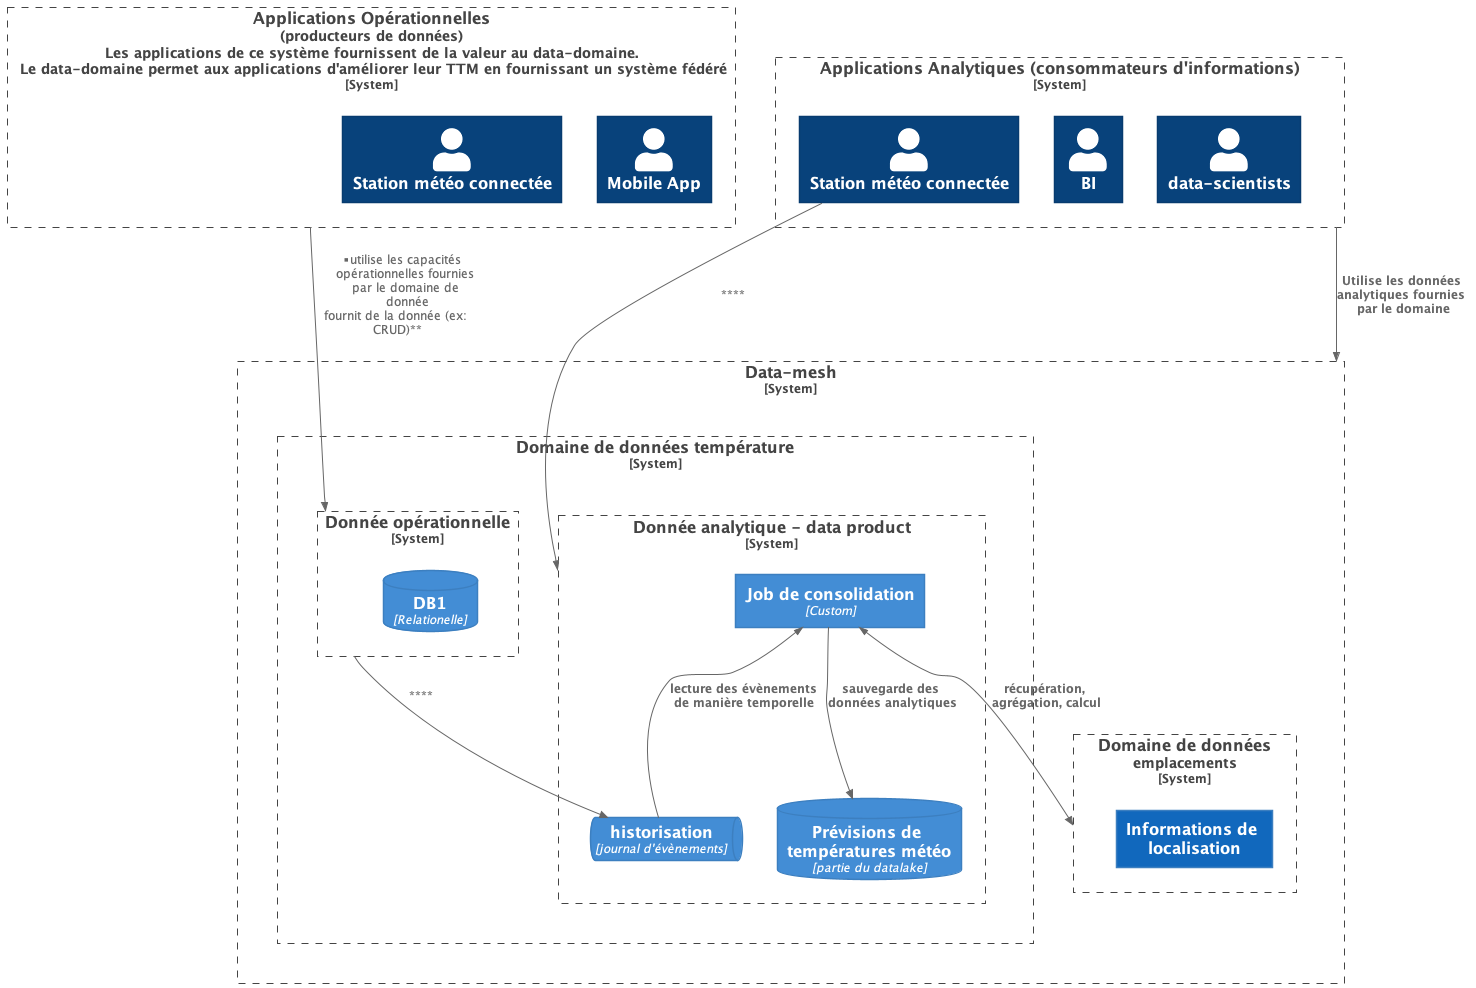 Applications Opérationnelles
(producteurs de données)
Les applications de ce système fournissent de la valeur au data-domaine.
Le data-domaine permet aux applications d'améliorer leur TTM en fournissant un système fédéré
[System]
Station météo connectée
Mobile App
Applications Analytiques (consommateurs d'informations)
[System]
Station météo connectée
BI
data-scientists
▪utilise les capacités
opérationnelles fournies
par le domaine de
donnée
fournit de la donnée (ex:
CRUD)**
****
Utilise les données
analytiques fournies
par le domaine
Data-mesh
[System]
Domaine de données température
[System]
Donnée opérationnelle
[System]
DB1
[Relationelle]
Donnée analytique - data product
[System]
Job de consolidation
[Custom]
****
lecture des évènements
de manière temporelle
sauvegarde des
données analytiques
récupération,
agrégation, calcul
historisation
[journal d'évènements]
Prévisions de
températures météo
[partie du datalake]
Domaine de données
emplacements
[System]
Informations de
localisation